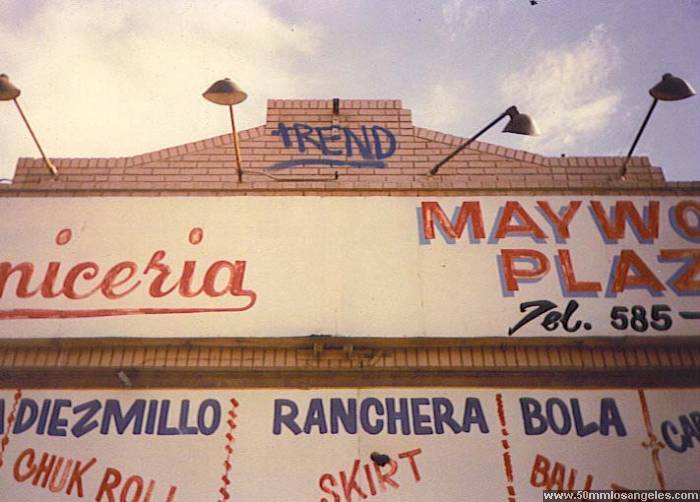 TREND
niceria
MAYWO
PLAZ
Tel. 585-
DIEZMILLO
RANCHERA
BOLA
CHUK ROLL
SKIRT
BALL
www.50mmlosangeles.com